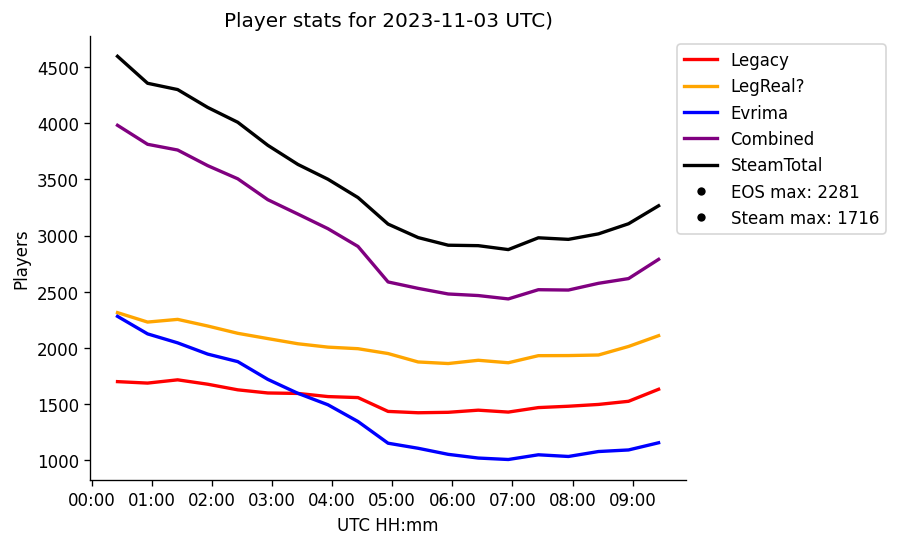 Player stats for 2023-11-03 UTC)
Legacy
LegReal?
Evrima
Combined
SteamTotal
EOS max: 2281
Steam max: 1716
Players
4500
4000
3500
3000
2500
2000
1500
1000
00:00 01:00 02:00 03:00 04:00 05:00 06:00 07:00 08:00 09:00
UTC HH:mm